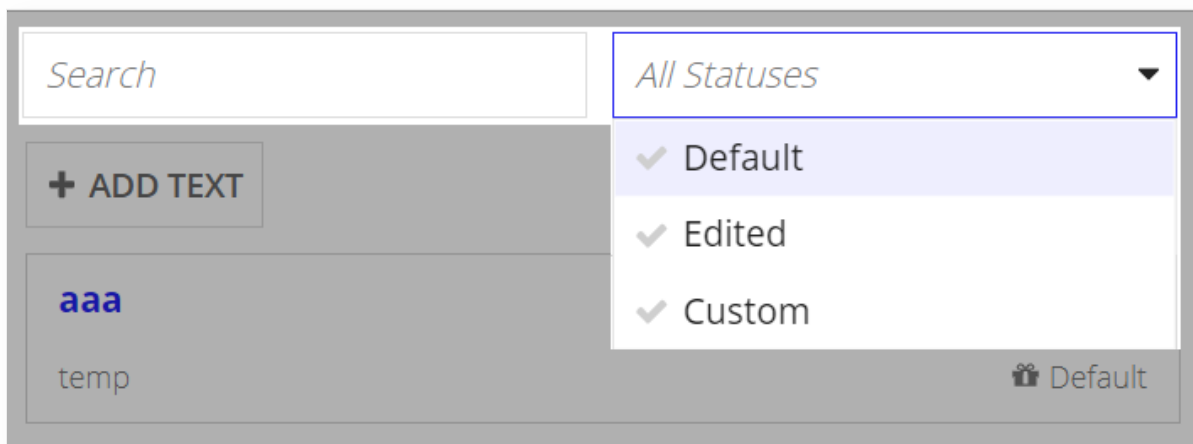 Search
All Statuses
Default
+ ADD TEXT
Edited
aaa
Custom
temp
Default